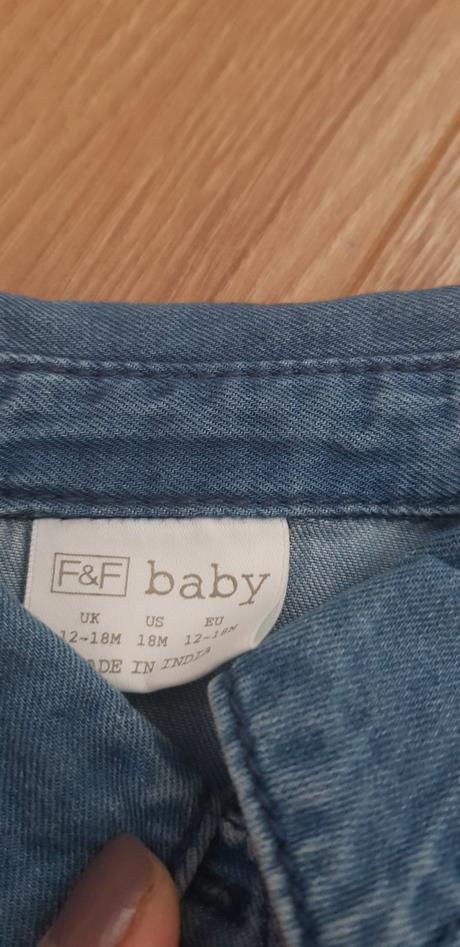 F&F baby
UK US EU
12-18M 18M 12-18M
MADE IN INDIA